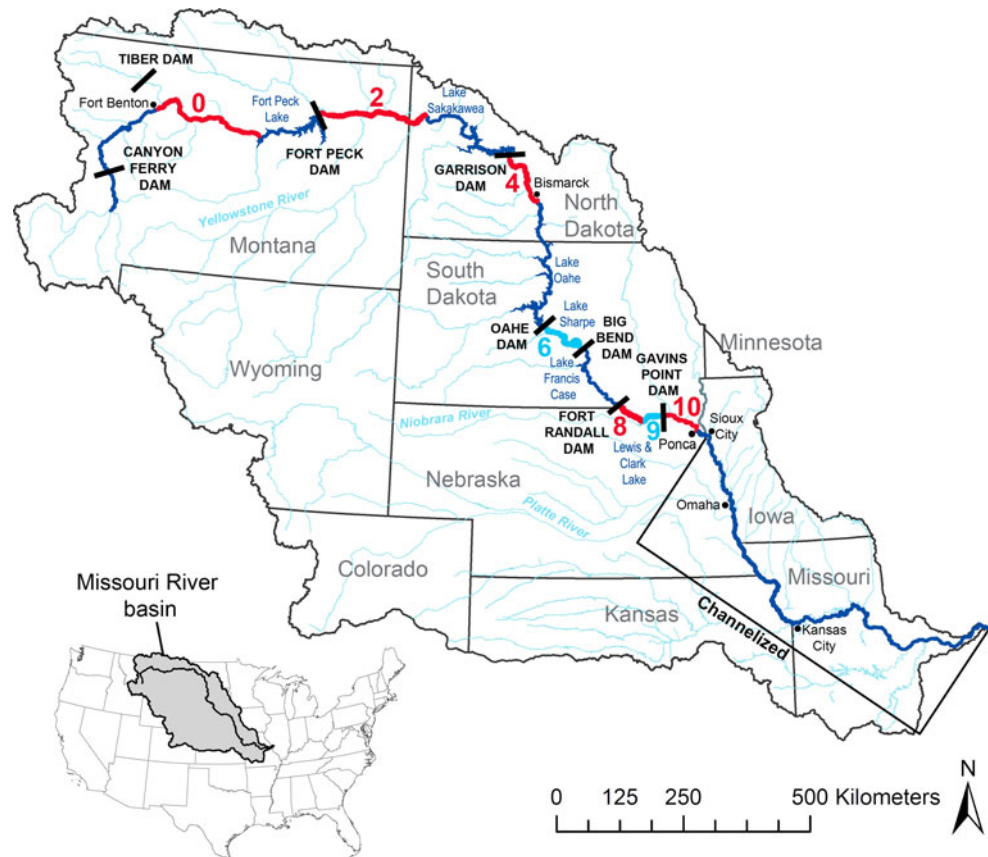 TIBER DAM
Fort Benton
0
Fort Peck
Lake
2
Lake
Sakakawea
CANYON
FERRY
DAM
FORT PECK
DAM
GARRISON
DAM
4
Bismarck
North
Dakota
Yellowstone River
Montana
South
Dakota
Lake
Oahe
Lake
Sharpe
OAHE
DAM
6
BIG
BEND
DAM
Minnesota
Wyoming
Lake
Francis
Case
GAVINS
POINT
DAM
Niobrara River
FORT
RANDALL
DAM
8
9
10
Sioux
City
Ponca
Lewis &
Clark
Lake
Nebraska
Platte River
Omaha
Iowa
Colorado
Missouri
Kansas
Channelized
Kansas
City
Missouri River
basin
N
0 125 250 500 Kilometers